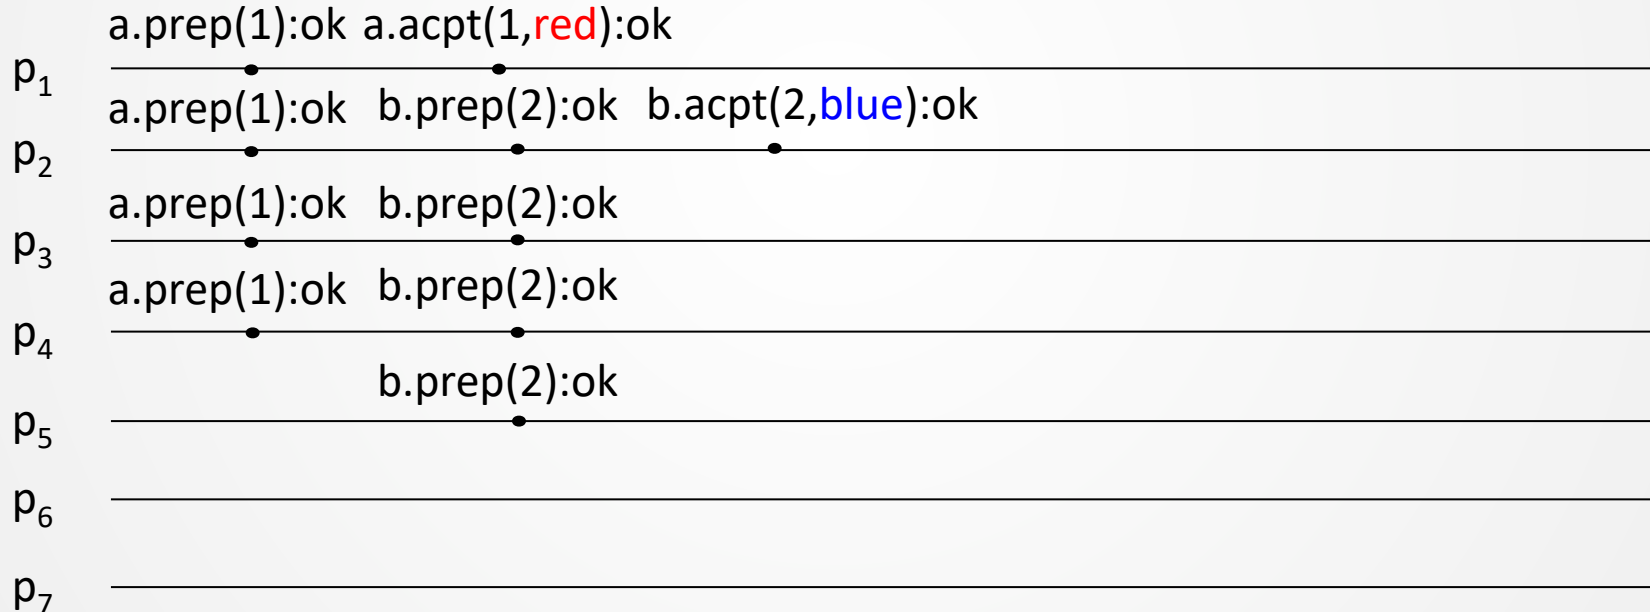 a.prep(1):ok a.acpt(1,red):ok
p1
a.prep(1):ok b.prep(2):ok b.acpt(2,blue):ok
p2
a.prep(1):ok b.prep(2):ok
p3
a.prep(1):ok b.prep(2):ok
p4
b.prep(2):ok
p5
p6
p7